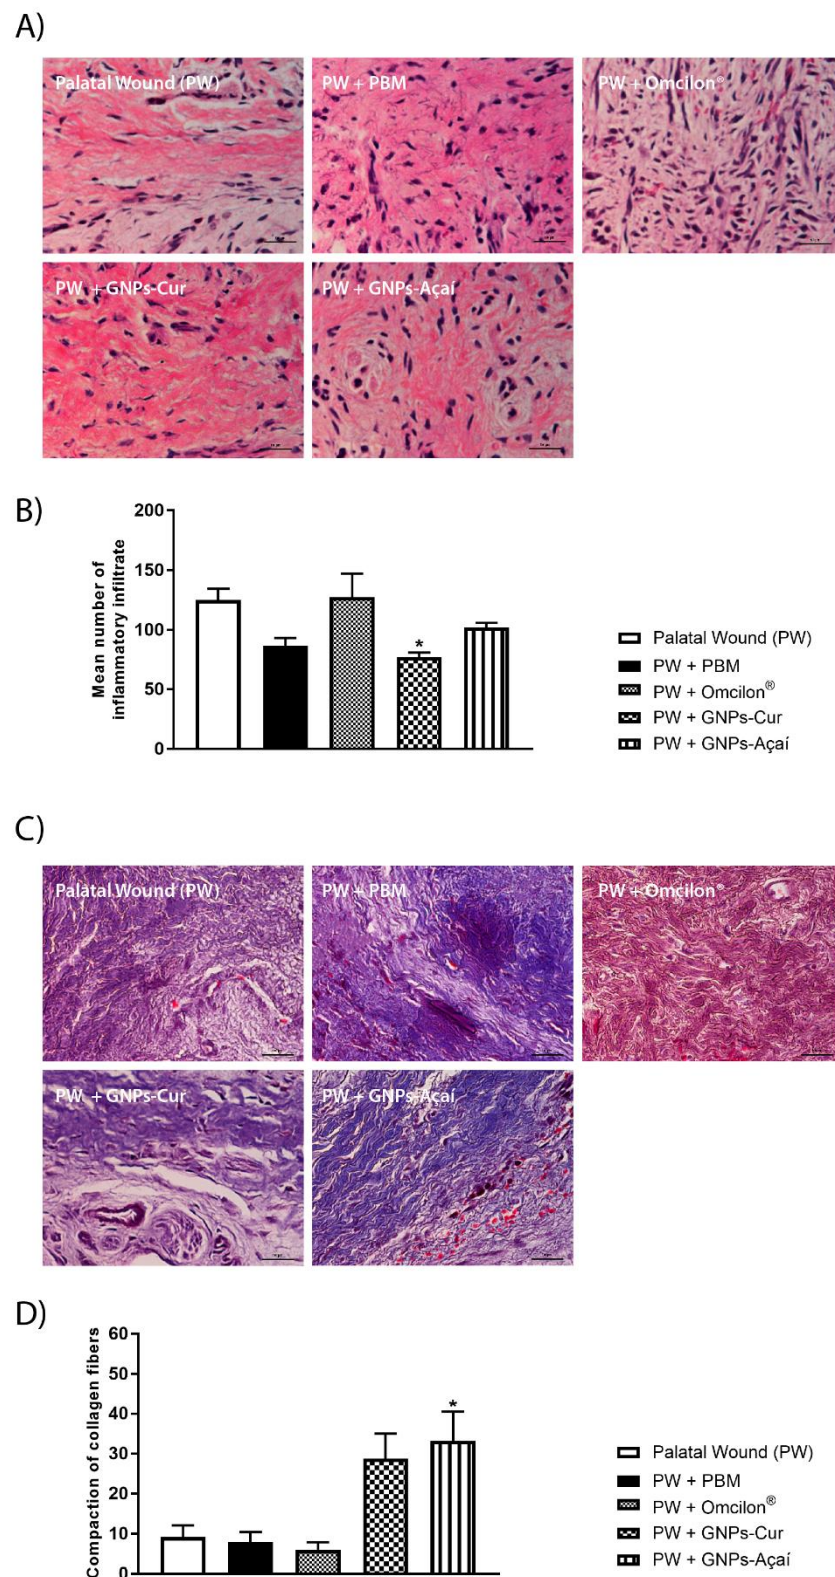 A)
Palatal Wound (PW)
PW + PBM
PW + Omcilon®
PW + GNPs-Cur
PW + GNPs-Açaí
B)
Mean number of
inflammatory infiltrate
200
150
100
50
0
*
Palatal Wound (PW)
PW + PBM
PW + Omcilon®
PW + GNPs-Cur
PW + GNPs-Açaí
C)
Palatal Wound (PW)
PW + PBM
PW + Omcilon®
PW + GNPs-Cur
PW + GNPs-Açaí
D)
Compaction of collagen fibers
60
50
40
30
20
10
0
*
Palatal Wound (PW)
PW + PBM
PW + Omcilon®
PW + GNPs-Cur
PW + GNPs-Açaí